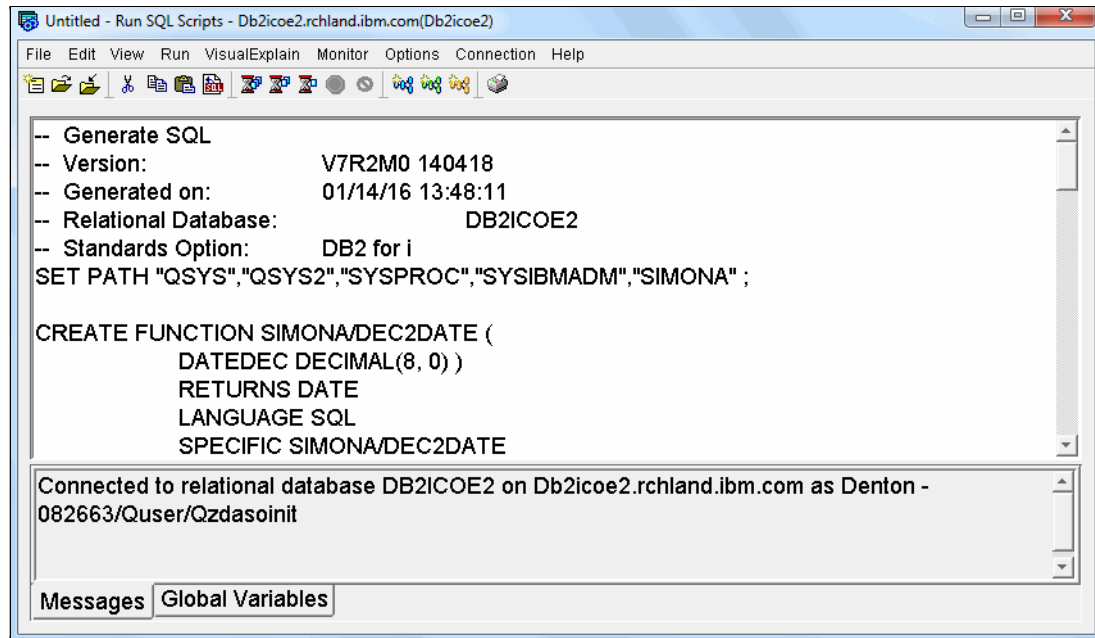 Untitled - Run SQL Scripts - Db2icoe2.rchland.ibm.com(Db2icoe2)
File Edit View Run VisualExplain Monitor Options Connection Help
-- Generate SQL
-- Version: V7R2M0 140418
-- Generated on: 01/14/16 13:48:11
-- Relational Database: DB2ICOE2
-- Standards Option: DB2 for i
SET PATH "QSYS","QSYS2","SYSPROC","SYSIBMADM","SIMONA" ;
CREATE FUNCTION SIMONA/DEC2DATE (
DATEDEC DECIMAL(8, 0) )
RETURNS DATE
LANGUAGE SQL
SPECIFIC SIMONA/DEC2DATE
Connected to relational database DB2ICOE2 on Db2icoe2.rchland.ibm.com as Denton -
082663/Quser/Qzdasoinit
Messages Global Variables